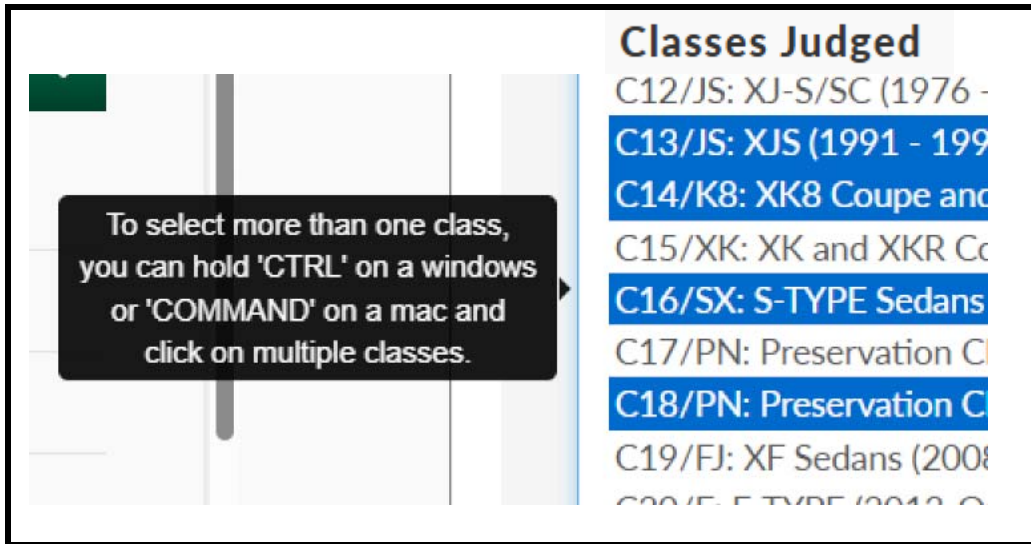 Classes Judged
C12/JS: XJ-S/SC (1976 -
C13/JS: XJS (1991 - 199
C14/K8: XK8 Coupe and
C15/XK: XK and XKR Co
C16/SX: S-TYPE Sedans
C17/PN: Preservation Cl
C18/PN: Preservation Cl
C19/FJ: XF Sedans (2008
To select more than one class,
you can hold 'CTRL' on a windows
or 'COMMAND' on a mac and
click on multiple classes.